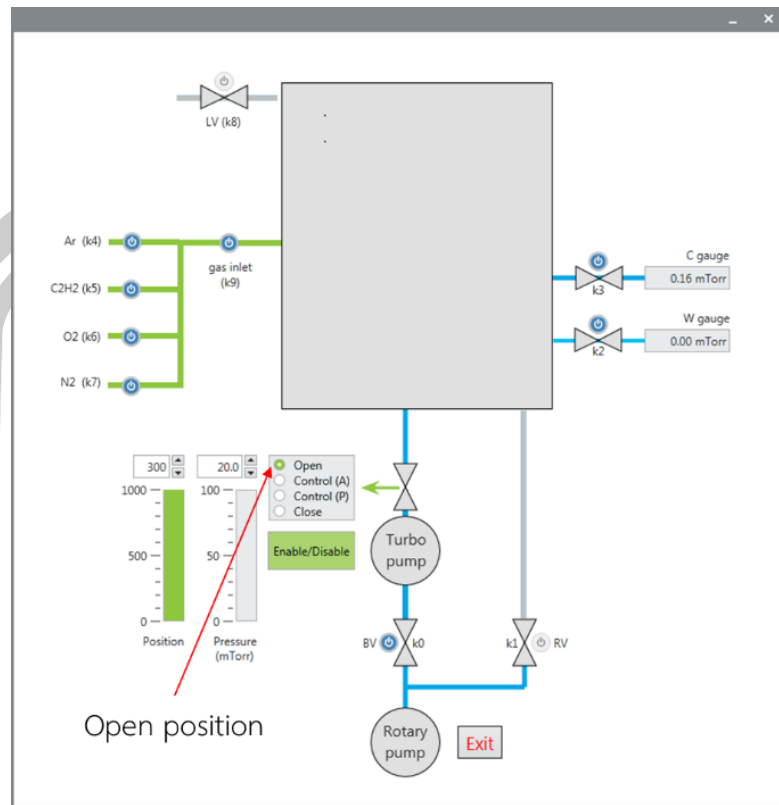 LV (k8)
Ar (k4)
gas inlet
(k9)
C2H2 (k5)
O2 (k6)
N2 (k7)
C gauge
0.16 mTorr
k3
W gauge
0.00 mTorr
k2
300
20.0
Open
Control (A)
Control (P)
Close
1000
500
0
Position
100
50
0
Pressure
(mTorr)
Enable/Disable
Turbo
pump
BV
k0
k1
RV
Open position
Rotary
pump
Exit